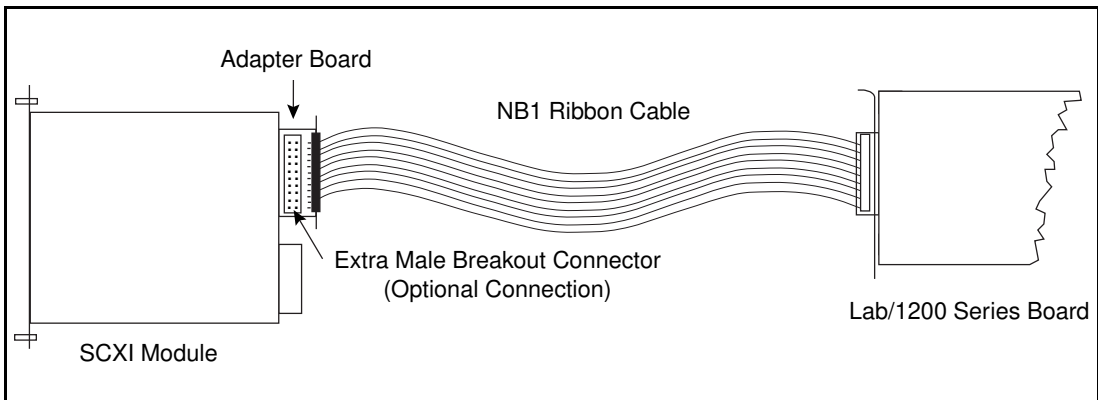 Adapter Board
NB1 Ribbon Cable
Extra Male Breakout Connector
(Optional Connection)
Lab/1200 Series Board
SCXI Module